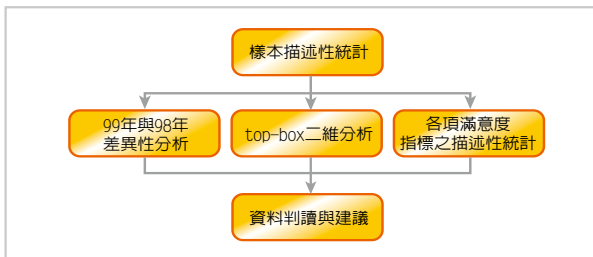 樣本描述性統計
99年與98年
差異性分析
top-box二維分析
各項滿意度
指標之描述性統計
資料判讀與建議